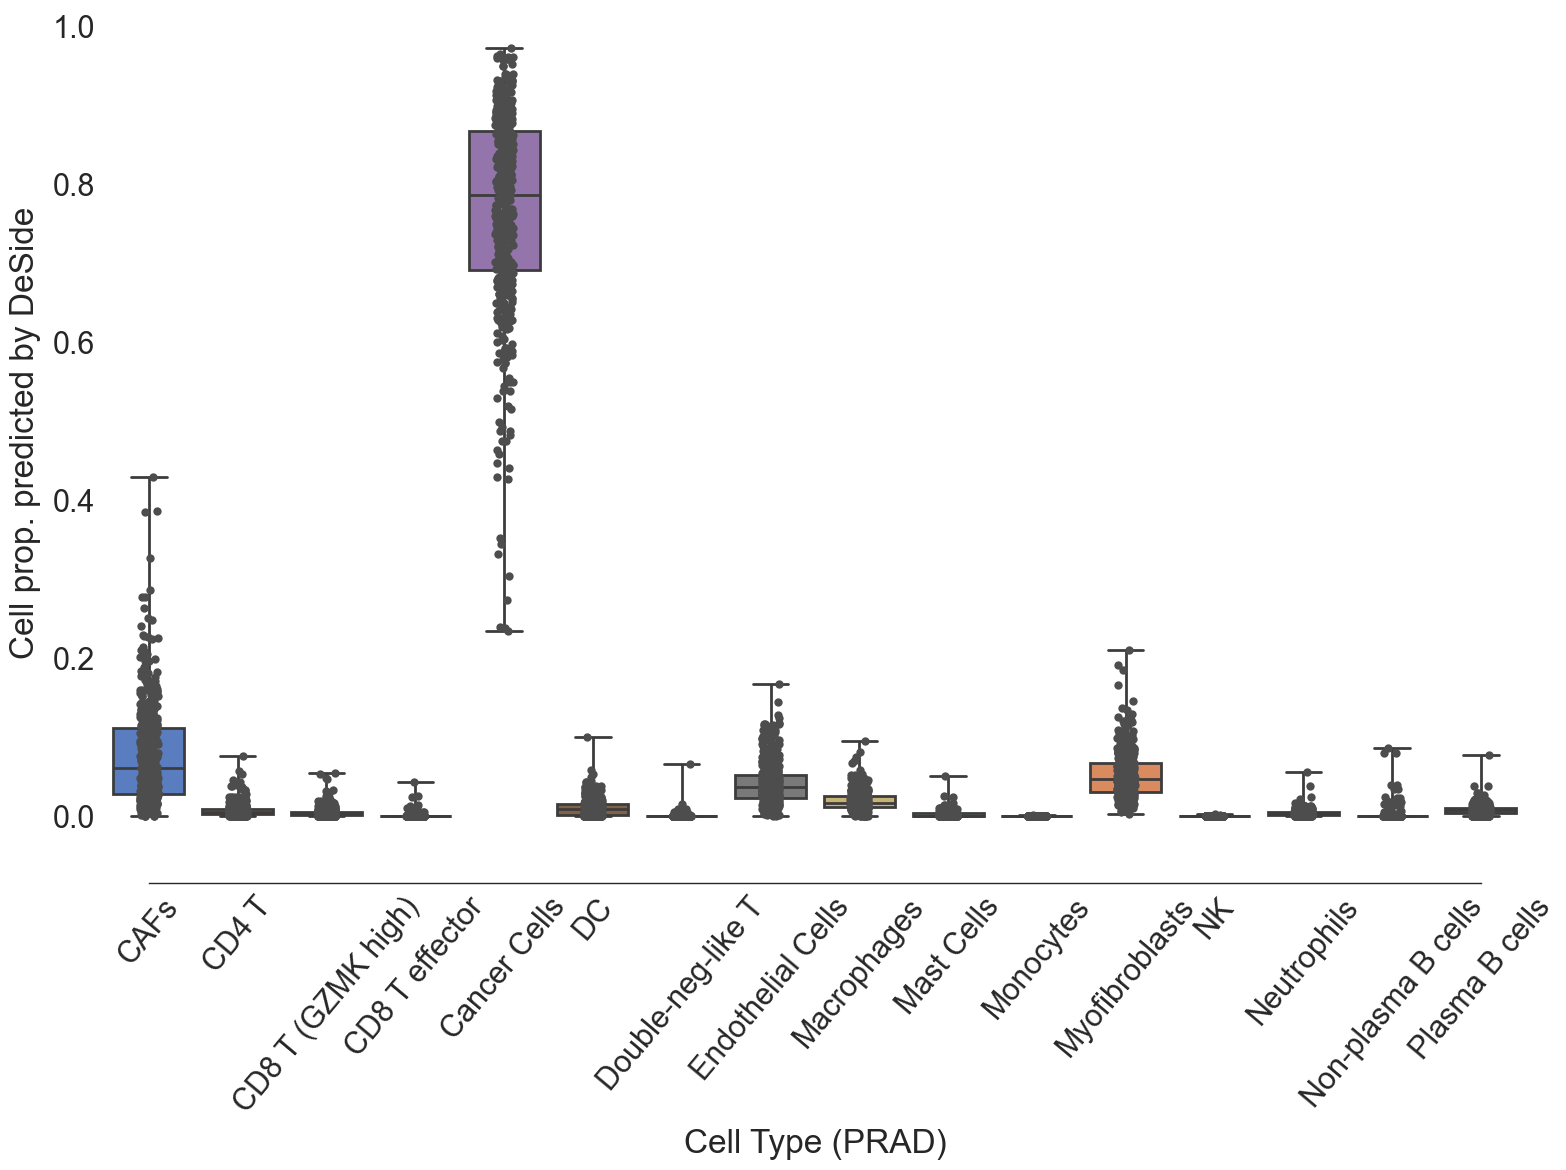 Cell prop. predicted by DeSide
1.0
0.8
0.6
0.4
0.2
0.0
CAFs
CD4 T
CD8 T (GZMK high)
CD8 T effector
Cancer Cells
DC
Double-neg-like T
Endothelial Cells
Macrophages
Mast Cells
Monocytes
Myofibroblasts
NK
Neutrophils
Non-plasma B cells
Plasma B cells
Cell Type (PRAD)